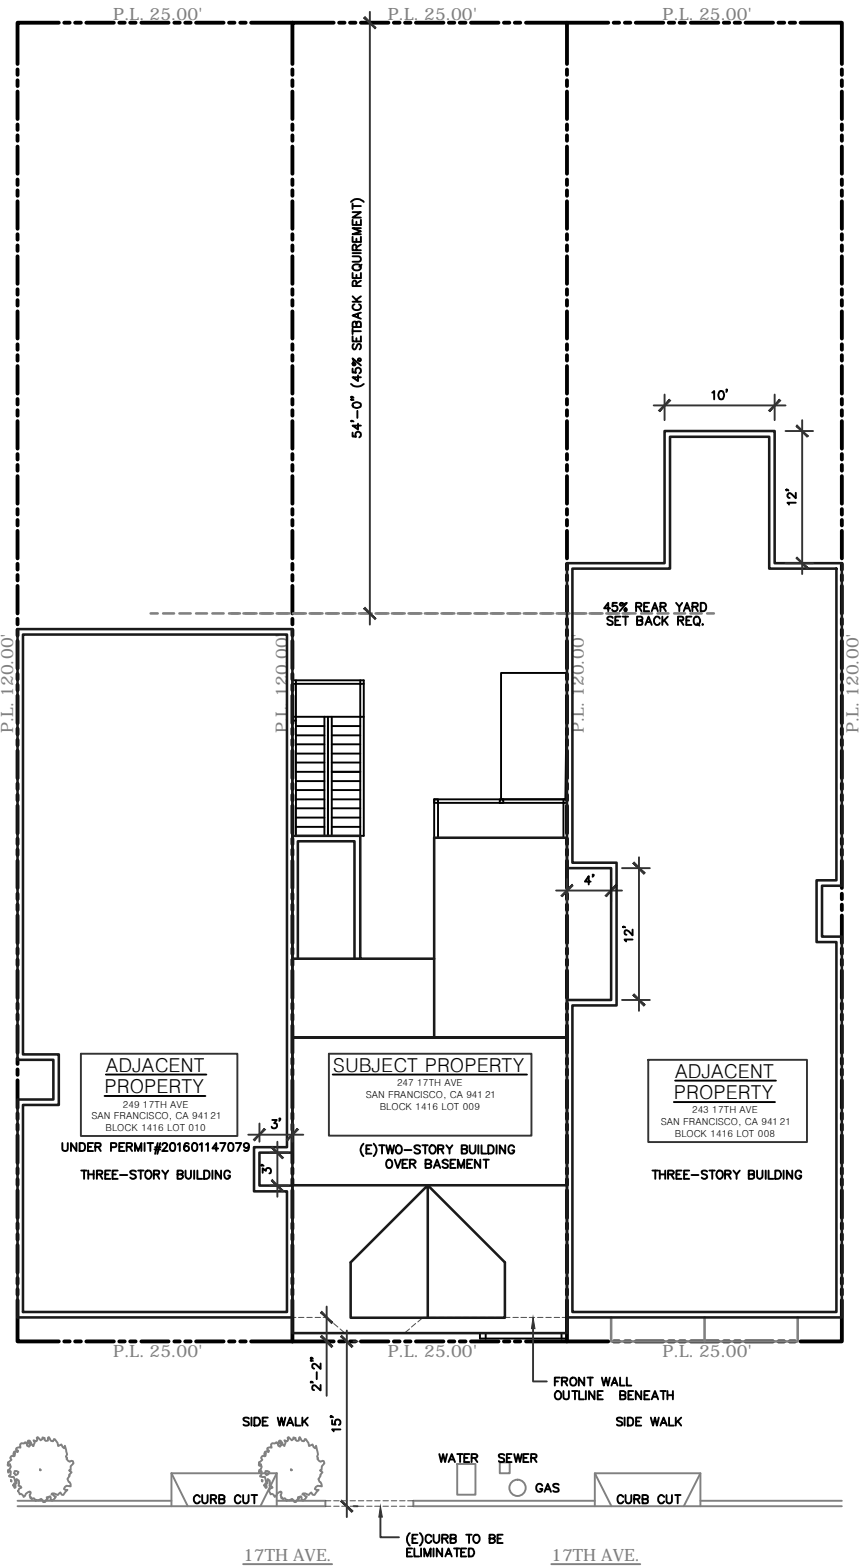 P.L. 25.00'
P.L. 25.00'
P.L. 25.00'
54'-0" (45% SETBACK REQUIREMENT)
10'
12'
45% REAR YARD
SET BACK REQ.
P.L. 120.00'
P.L. 120.00'
P.L. 120.00'
P.L. 120.00'
4'
12'
ADJACENT
PROPERTY
249 17TH AVE
SAN FRANCISCO, CA 94121
BLOCK 1416 LOT 010
UNDER PERMIT#201601147079
THREE-STORY BUILDING
3'
3'
SUBJECT PROPERTY
247 17TH AVE
SAN FRANCISCO, CA 94121
BLOCK 1416 LOT 009
(E)TWO-STORY BUILDING
OVER BASEMENT
ADJACENT
PROPERTY
243 17TH AVE
SAN FRANCISCO, CA 94121
BLOCK 1416 LOT 008
THREE-STORY BUILDING
P.L. 25.00'
P.L. 25.00'
P.L. 25.00'
2'-2"
15'
FRONT WALL
OUTLINE BENEATH
SIDE WALK
SIDE WALK
WATER
SEWER
GAS
CURB CUT
CURB CUT
(E)CURB TO BE
ELIMINATED
17TH AVE.
17TH AVE.